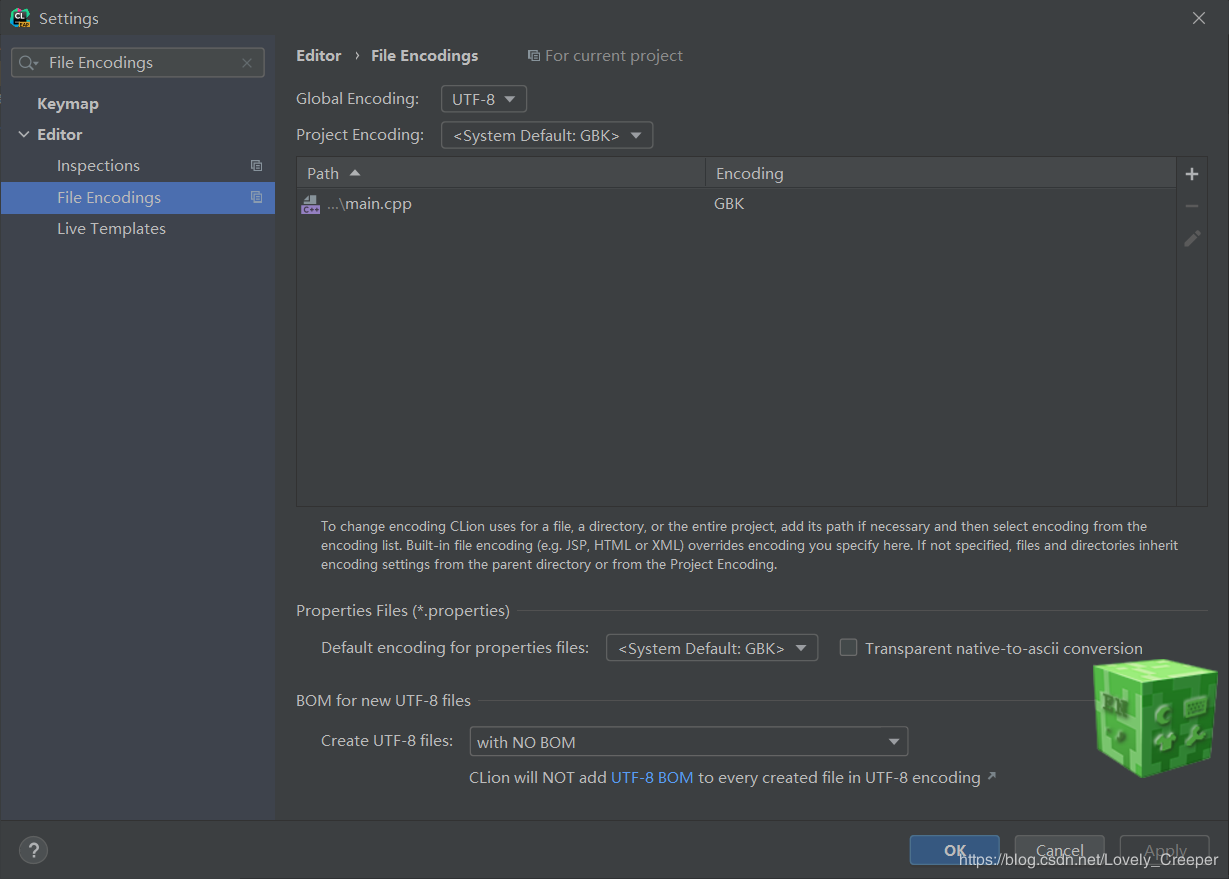 Settings
File Encodings
Keymap
Editor
Inspections
File Encodings
Live Templates
Editor › File Encodings For current project
Global Encoding: UTF-8
Project Encoding: <System Default: GBK>
Path Encoding
...\main.cpp GBK
To change encoding CLion uses for a file, a directory, or the entire project, add its path if necessary and then select encoding from the
encoding list. Built-in file encoding (e.g. JSP, HTML or XML) overrides encoding you specify here. If not specified, files and directories inherit
encoding settings from the parent directory or from the Project Encoding.
Properties Files (*.properties)
Default encoding for properties files: <System Default: GBK> Transparent native-to-ascii conversion
BOM for new UTF-8 files
Create UTF-8 files: with NO BOM
CLion will NOT add UTF-8 BOM to every created file in UTF-8 encoding ↗
? OK Cancel Apply
https://blog.csdn.net/Lovely_Creeper